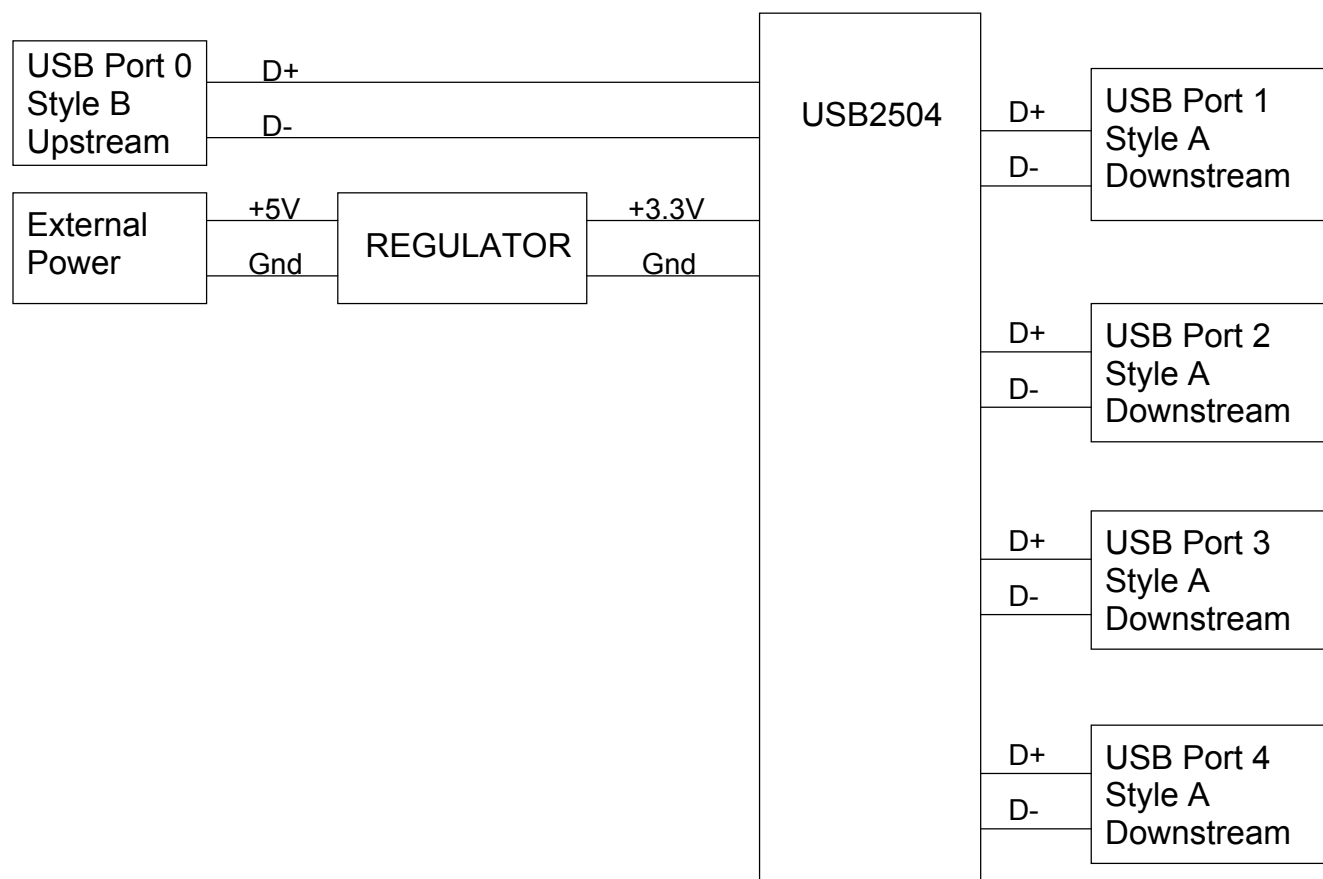 USB Port 0
Style B
Upstream
D+
D-
External
Power
+5V
Gnd
REGULATOR
+3.3V
Gnd
USB2504
D+
D-
USB Port 1
Style A
Downstream
D+
D-
USB Port 2
Style A
Downstream
D+
D-
USB Port 3
Style A
Downstream
D+
D-
USB Port 4
Style A
Downstream